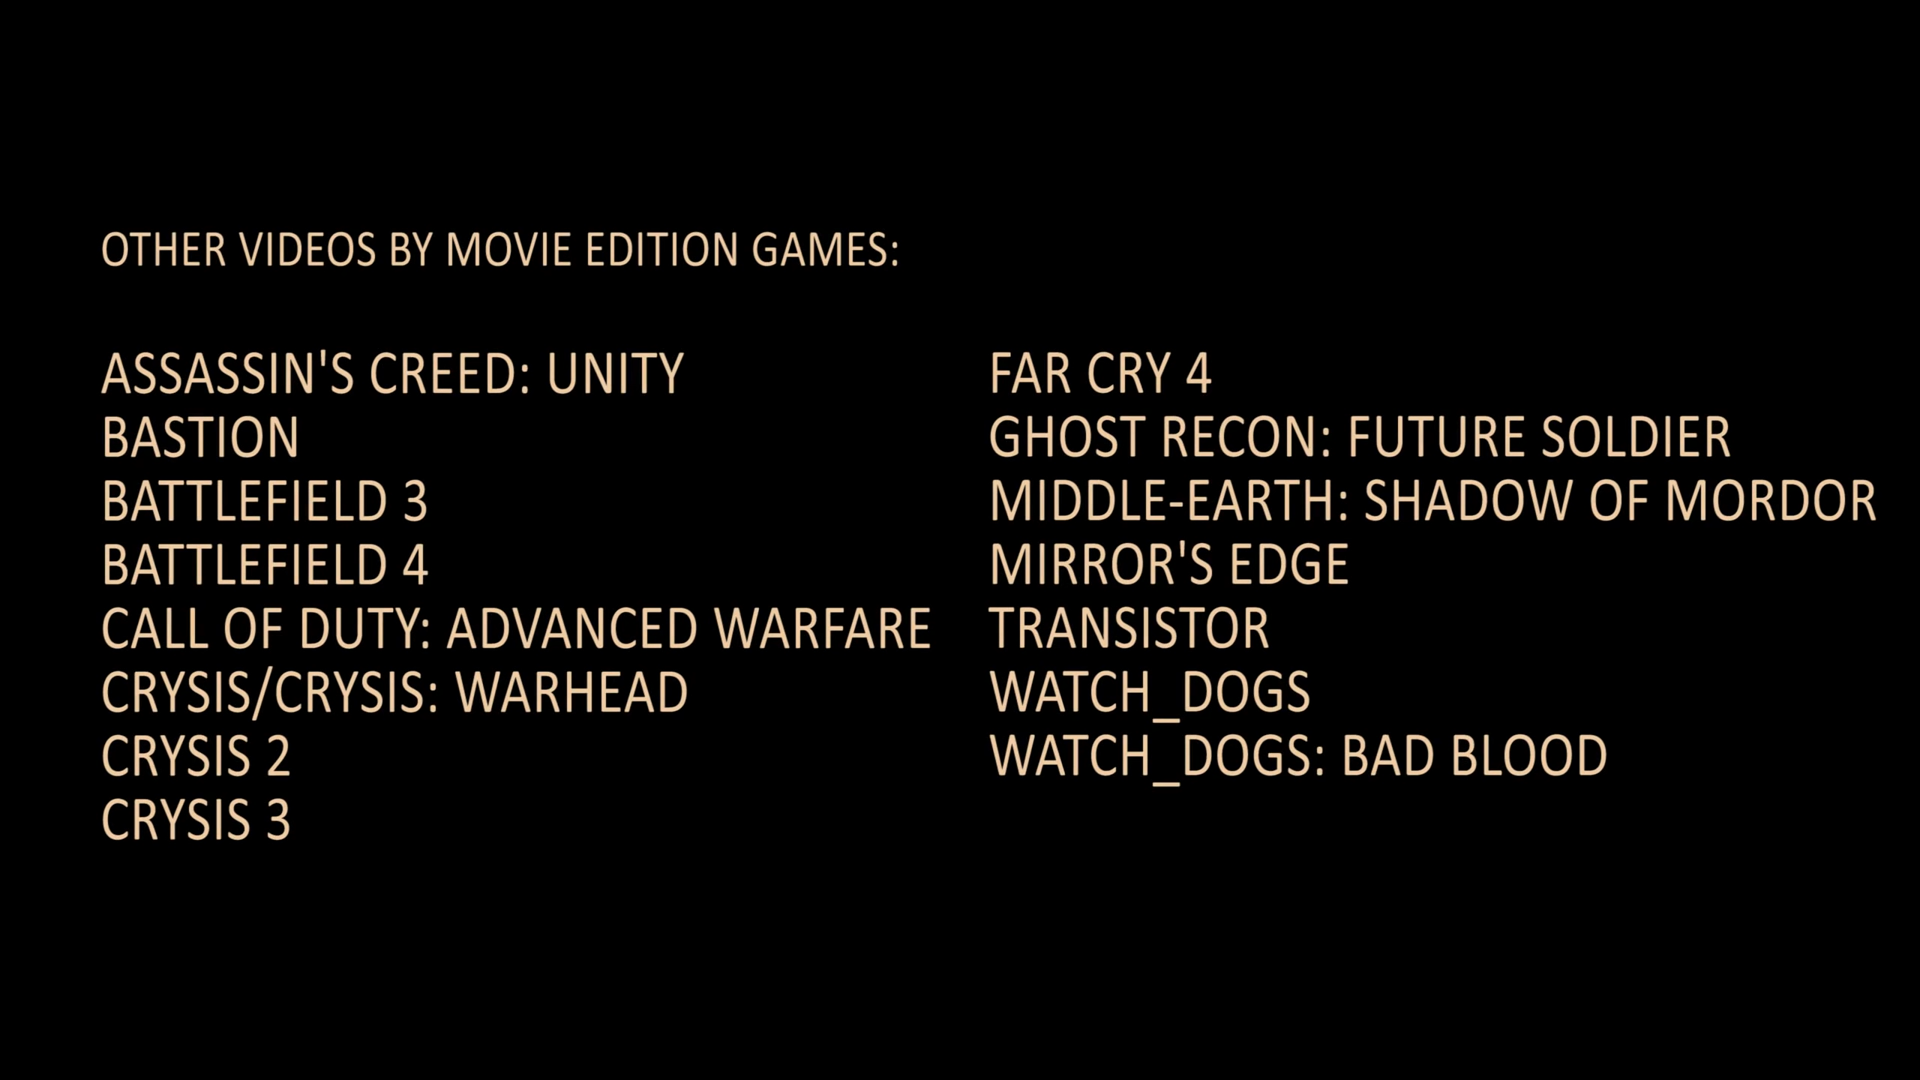 OTHER VIDEOS BY MOVIE EDITION GAMES:
ASSASSIN'S CREED: UNITY
BASTION
BATTLEFIELD 3
BATTLEFIELD 4
CALL OF DUTY: ADVANCED WARFARE
CRYSIS/CRYSIS: WARHEAD
CRYSIS 2
CRYSIS 3
FAR CRY 4
GHOST RECON: FUTURE SOLDIER
MIDDLE-EARTH: SHADOW OF MORDOR
MIRROR'S EDGE
TRANSISTOR
WATCH_DOGS
WATCH_DOGS: BAD BLOOD